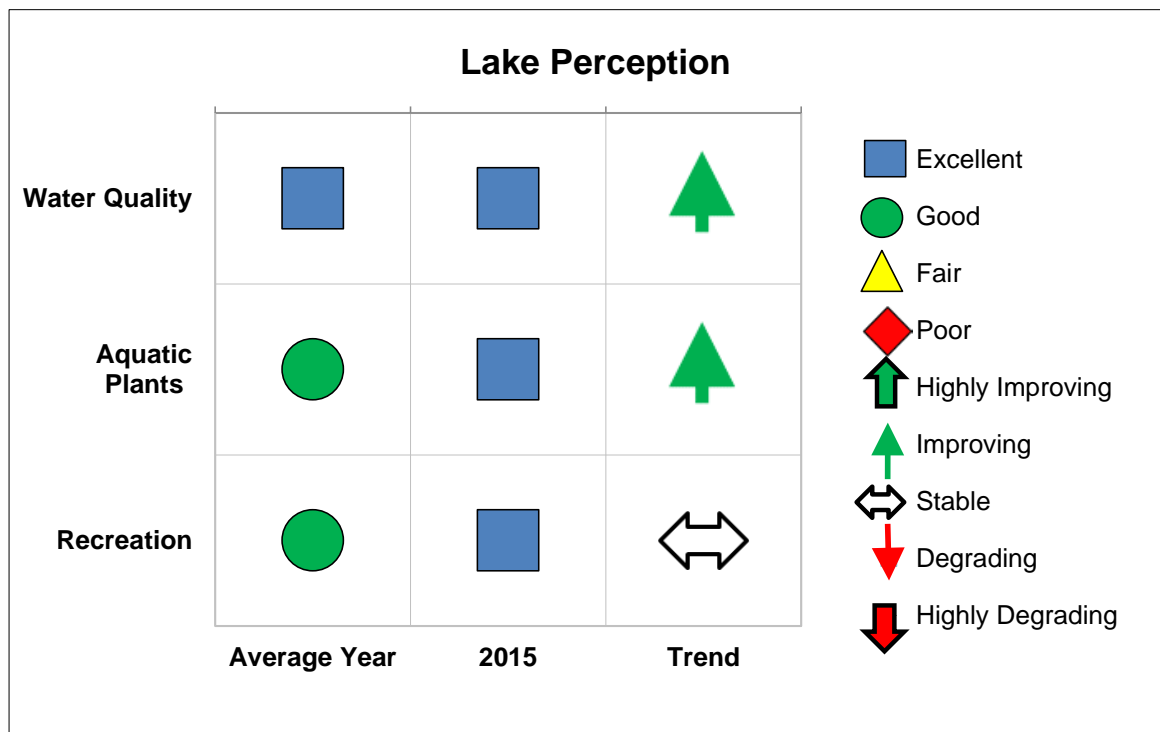 Lake Perception
Water Quality
Aquatic
Plants
Recreation
Average Year
2015
Trend
Excellent
Good
Fair
Poor
Highly Improving
Improving
Stable
Degrading
Highly Degrading